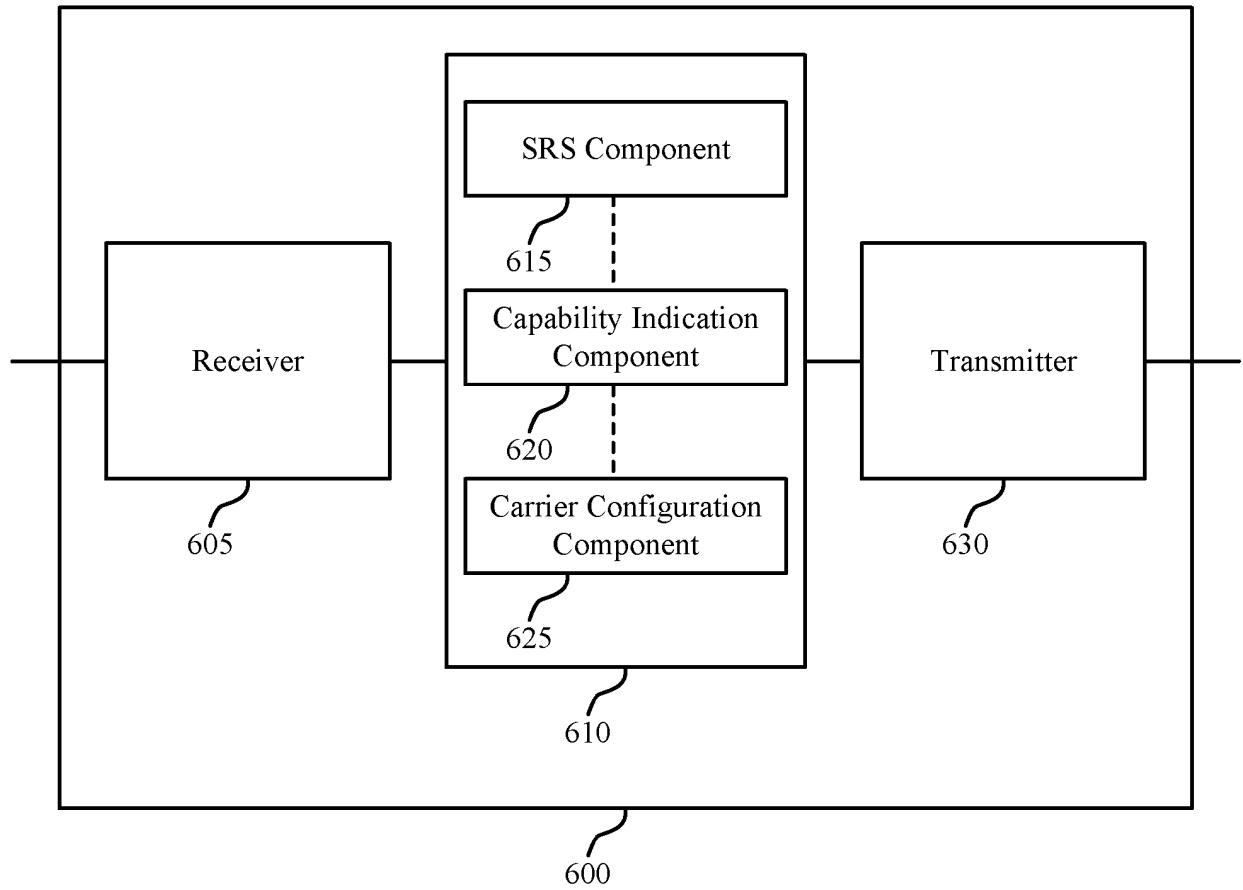 SRS Component
615
Capability Indication
Component
620
Carrier Configuration
Component
625
610
Receiver
605
Transmitter
630
600